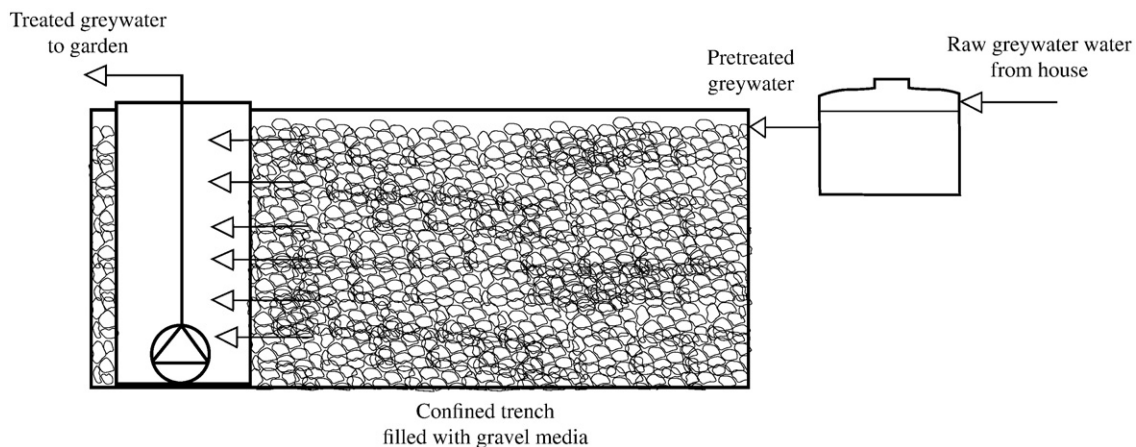 Treated greywater
to garden
Pretreated
greywater
Raw greywater water
from house
Confined trench
filled with gravel media